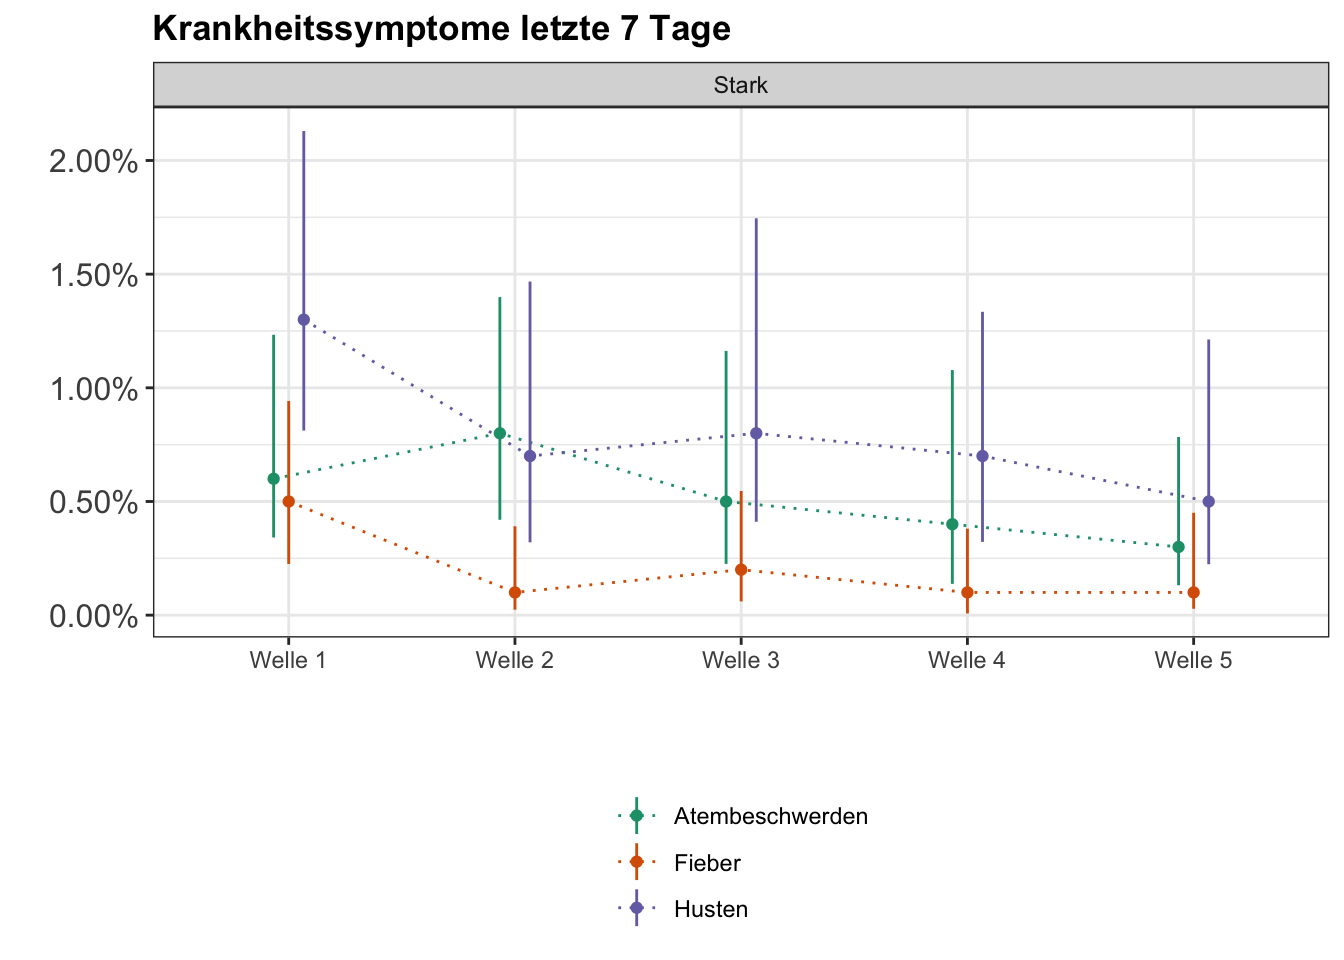 Krankheitssymptome letzte 7 Tage
Stark
2.00%
1.50%
1.00%
0.50%
0.00%
Welle 1 Welle 2 Welle 3 Welle 4 Welle 5
Atembeschwerden
Fieber
Husten